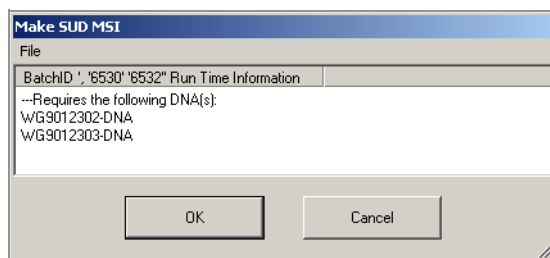 Make SUD MSI
File
BatchID ', '6530' '6532'' Run Time Information
---Requires the following DNA(s):
WG9012302-DNA
WG9012303-DNA
OK Cancel